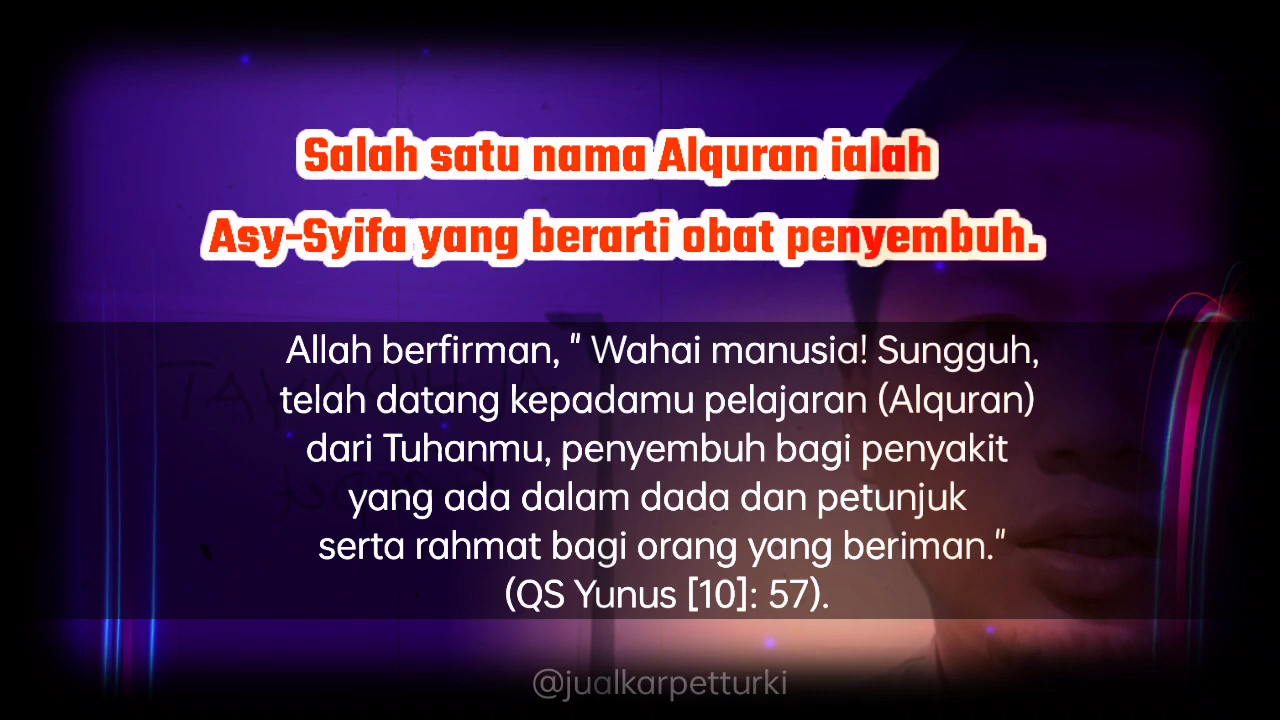 Salah satu nama Alquran ialah
Asy-Syifa yang berarti obat penyembuh.
Allah berfirman, " Wahai manusia! Sungguh,
telah datang kepadamu pelajaran (Alquran)
dari Tuhanmu, penyembuh bagi penyakit
yang ada dalam dada dan petunjuk
serta rahmat bagi orang yang beriman."
(QS Yunus [10]: 57).
@jualkarpetturki